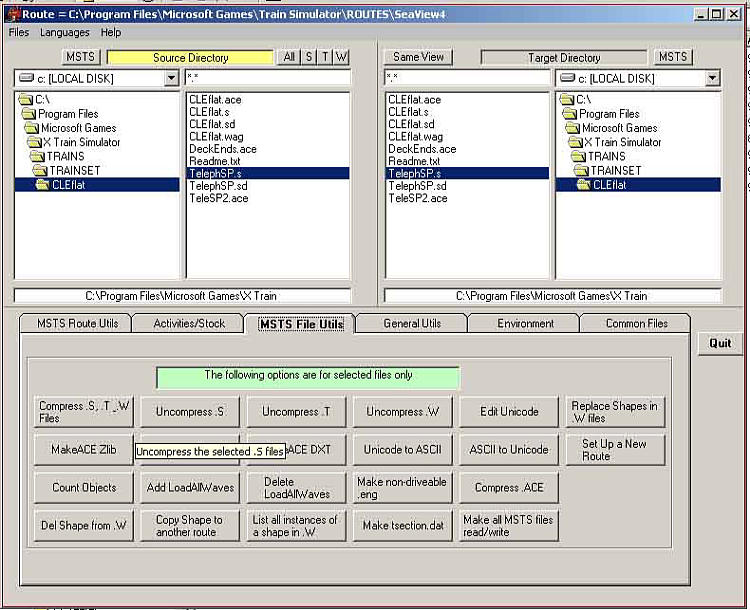 Route = C:\Program Files\Microsoft Games\Train Simulator\ROUTES\SeaView4
Files Languages Help
MSTS Source Directory All S T W Same View Target Directory MSTS
c: [LOCAL DISK] *.* *.* c: [LOCAL DISK]
C:\
Program Files
Microsoft Games
X Train Simulator
TRAINS
TRAINSET
CLEflat
CLEflat.ace
CLEflat.s
CLEflat.sd
CLEflat.wag
DeckEnds.ace
Readme.txt
TelephSP.s
TelephSP.sd
TeleSP2.ace
CLEflat.ace
CLEflat.s
CLEflat.sd
CLEflat.wag
DeckEnds.ace
Readme.txt
TelephSP.s
TelephSP.sd
TeleSP2.ace
C:\
Program Files
Microsoft Games
X Train Simulator
TRAINS
TRAINSET
CLEflat
C:\Program Files\Microsoft Games\X Train C:\Program Files\Microsoft Games\X Train
MSTS Route Utils Activities/Stock MSTS File Utils General Utils Environment Common Files
Quit
The following options are for selected files only
Compress .S, .T _.W
Files
Uncompress .S
Uncompress .T
Uncompress .W
Edit Unicode
Replace Shapes in
.W files
MakeACE Zlib
Uncompress the selected .S files
ACE DXT
Unicode to ASCII
ASCII to Unicode
Set Up a New
Route
Count Objects
Add LoadAllWaves
Delete
LoadAllWaves
Make non-driveable
.eng
Compress .ACE
Del Shape from .W
Copy Shape to
another route
List all instances of
a shape in .W
Make tsection.dat
Make all MSTS files
read/write